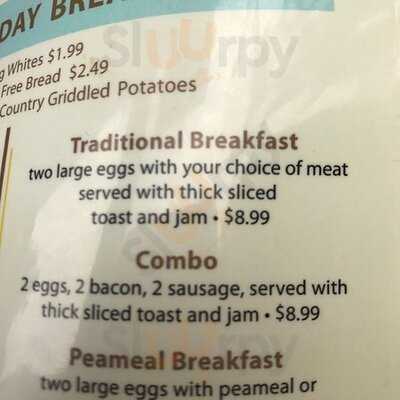 DAY BREA
g Whites $1.99
Free Bread $2.49
Country Griddled Potatoes
Traditional Breakfast
two large eggs with your choice of meat
served with thick sliced
toast and jam • $8.99
Combo
2 eggs, 2 bacon, 2 sausage, served with
thick sliced toast and jam • $8.99
Peameal Breakfast
two large eggs with peameal or
Slurpy